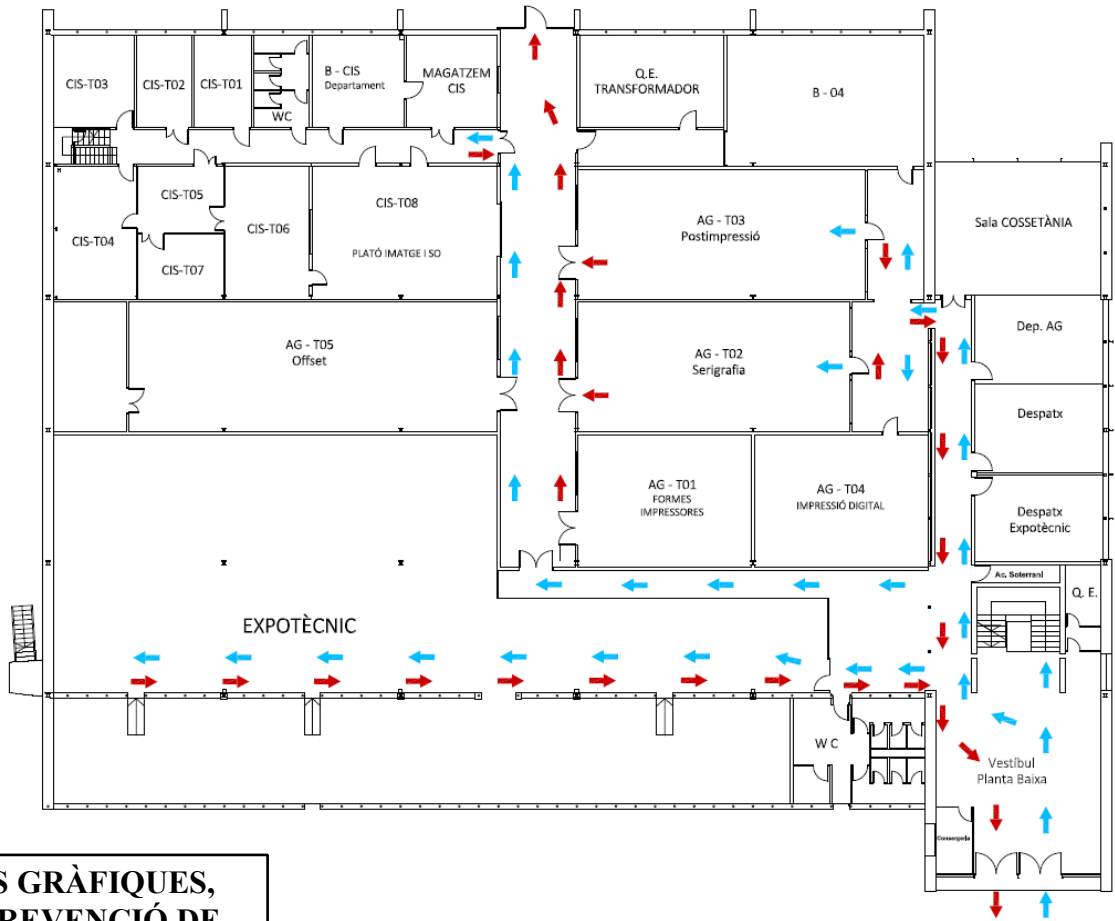 CIS-T03
CIS-T02
CIS-T01
WC
B - CIS
Departament
MAGATZEM
CIS
Q.E.
TRANSFORMADOR
B - 04
CIS-T05
CIS-T04
CIS-T07
CIS-T06
CIS-T08
PLATÓ IMATGE I SO
AG - T03
Postimpressió
Sala COSSETÀNIA
AG - T05
Offset
AG - T02
Serigrafia
Dep. AG
Despatx
AG - T01
FORMES
IMPRESSORES
AG - T04
IMPRESSIÓ DIGITAL
Despatx
Expotècnic
Ac. Soterrani
Q. E.
EXPOTÈCNIC
W C
Vestíbul
Planta Baixa
Consergeria
S GRÀFIQUES,
REVENCIÓ DE